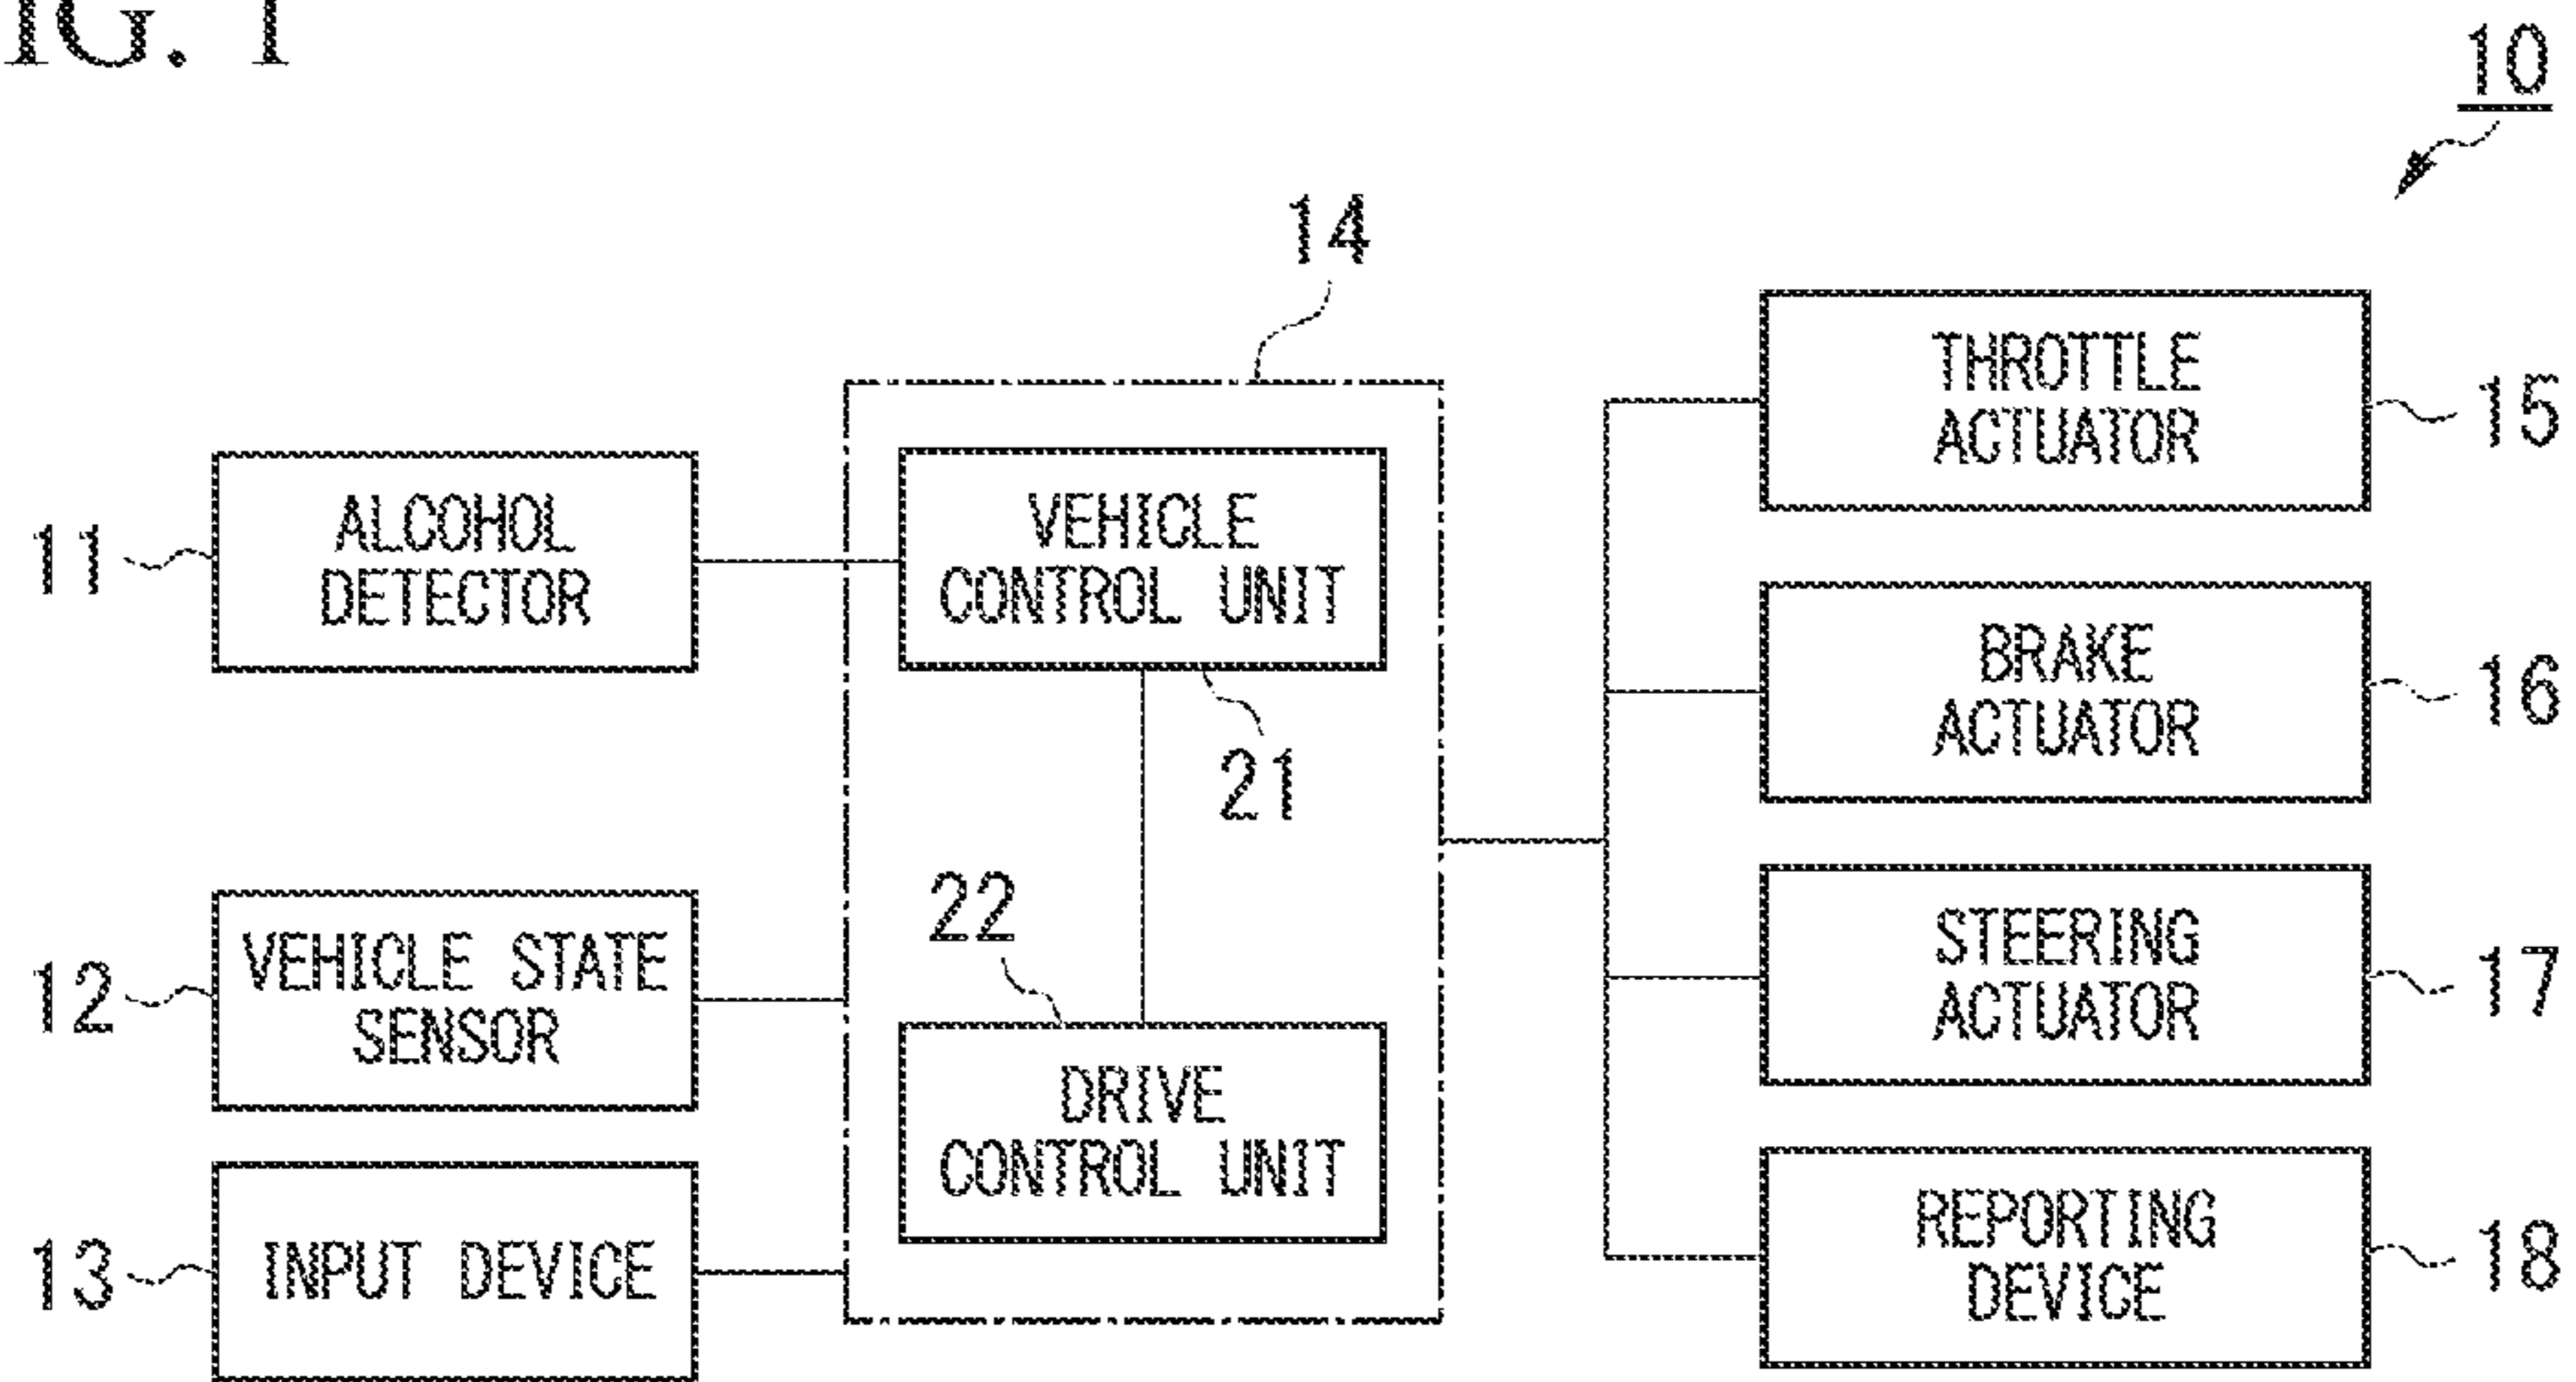 IG. 1
10
14
THROTTLE
ACTUATOR
15
11
ALCOHOL
DETECTOR
VEHICLE
CONTROL UNIT
21
BRAKE
ACTUATOR
16
12
VEHICLE STATE
SENSOR
22
DRIVE
CONTROL UNIT
STEERING
ACTUATOR
17
13
INPUT DEVICE
REPORTING
DEVICE
18